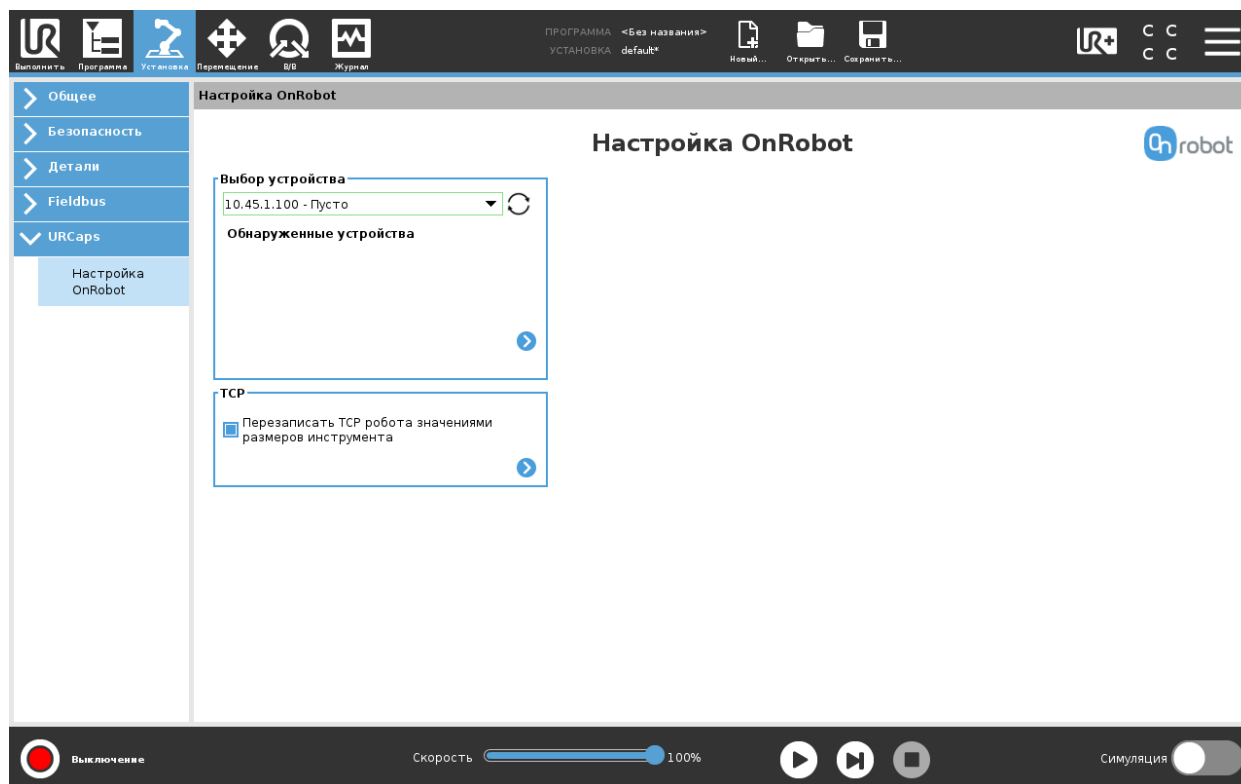 ПРОГРАММА <Без названия>
УСТАНОВКА default*
Выполнить Программа Установка Перемещение В/В Журнал
Новый... Открыть... Сохранить...
UR+
C C
C C
Общее
Безопасность
Детали
Fieldbus
URCaps
Настройка
OnRobot
Настройка OnRobot
Настройка OnRobot
On robot
Выбор устройства
10.45.1.100 - Пусто
Обнаруженные устройства
TCP
Перезаписать TCP робота значениями
размеров инструмента
Выключение
Скорость 100%
Симуляция